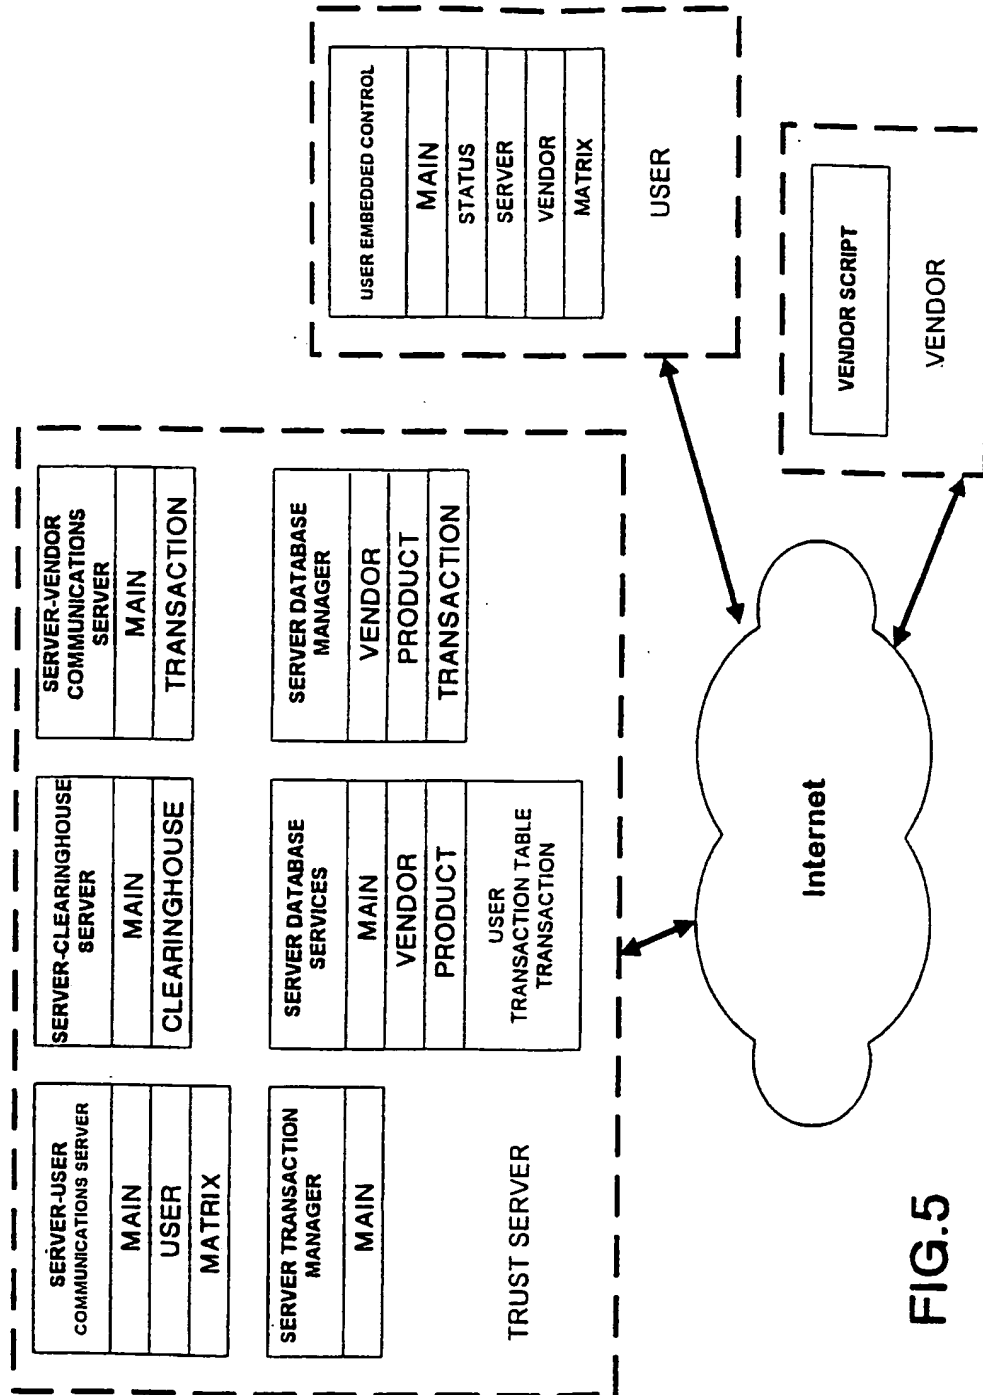 SERVER-USER
COMMUNICATIONS SERVER
MAIN
USER
MATRIX
SERVER-CLEARINGHOUSE
SERVER
MAIN
CLEARINGHOUSE
SERVER-VENDOR
COMMUNICATIONS
SERVER
MAIN
TRANSACTION
SERVER TRANSACTION
MANAGER
MAIN
SERVER DATABASE
SERVICES
MAIN
VENDOR
PRODUCT
USER
TRANSACTION TABLE
TRANSACTION
SERVER DATABASE
MANAGER
VENDOR
PRODUCT
TRANSACTION
TRUST SERVER
USER EMBEDDED CONTROL
MAIN
STATUS
SERVER
VENDOR
MATRIX
USER
Internet
VENDOR SCRIPT
VENDOR
FIG.5